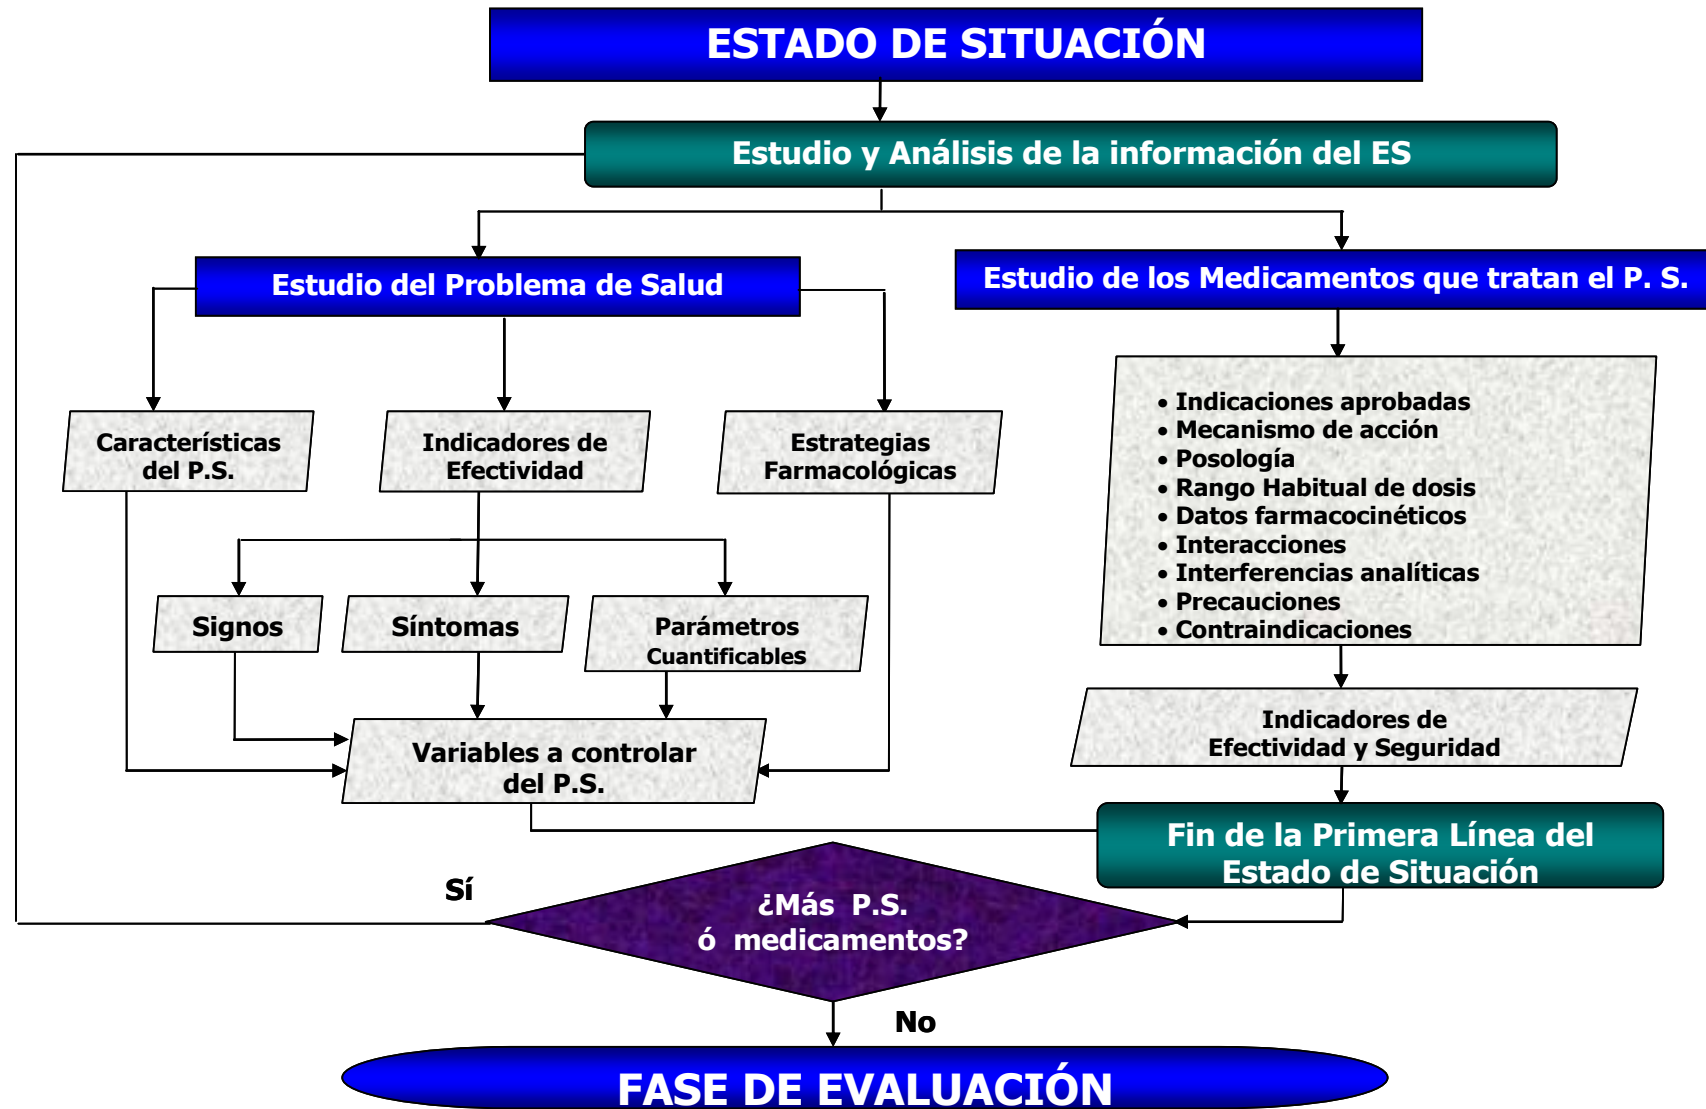 ESTADO DE SITUACIÓN
Estudio y Análisis de la información del ES
Estudio del Problema de Salud
Estudio de los Medicamentos que tratan el P. S.
Características
del P.S.
Indicadores de
Efectividad
Estrategias
Farmacológicas
• Indicaciones aprobadas
• Mecanismo de acción
• Posología
• Rango Habitual de dosis
• Datos farmacocinéticos
• Interacciones
• Interferencias analíticas
• Precauciones
• Contraindicaciones
Signos
Síntomas
Parámetros
Cuantificables
Variables a controlar
del P.S.
Indicadores de
Efectividad y Seguridad
Fin de la Primera Línea del
Estado de Situación
Sí
¿Más P.S.
ó medicamentos?
No
FASE DE EVALUACIÓN